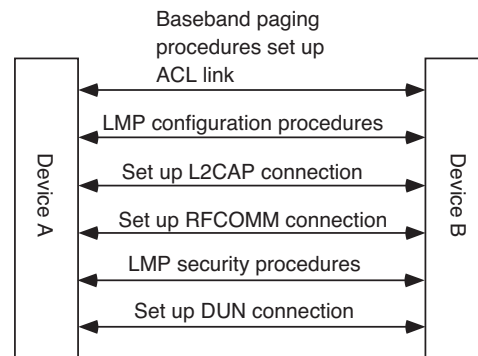 Baseband paging
procedures set up
ACL link
LMP configuration procedures
Set up L2CAP connection
Set up RFCOMM connection
LMP security procedures
Set up DUN connection
Device A
Device B